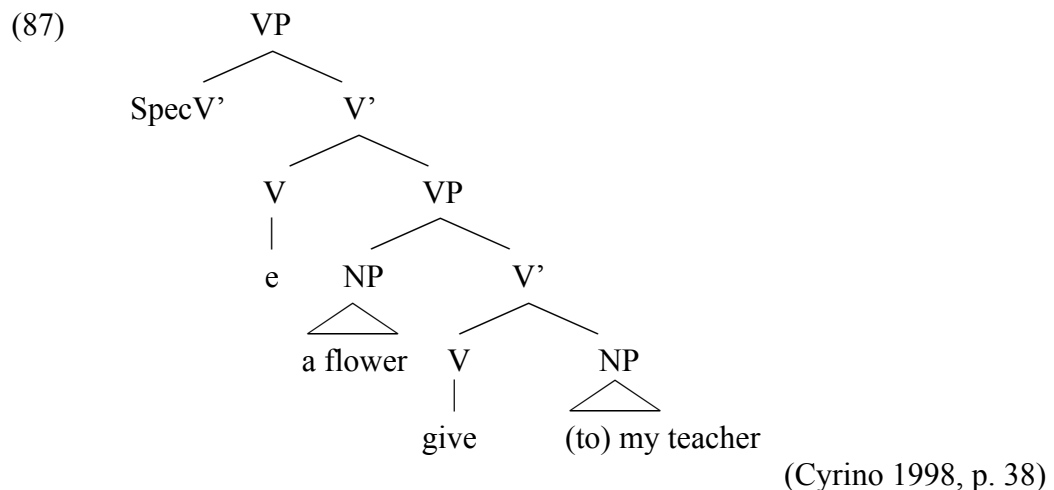 (87) VP
SpecV’ V’
V VP
e NP V’
a flower V NP
give (to) my teacher
(Cyrino 1998, p. 38)